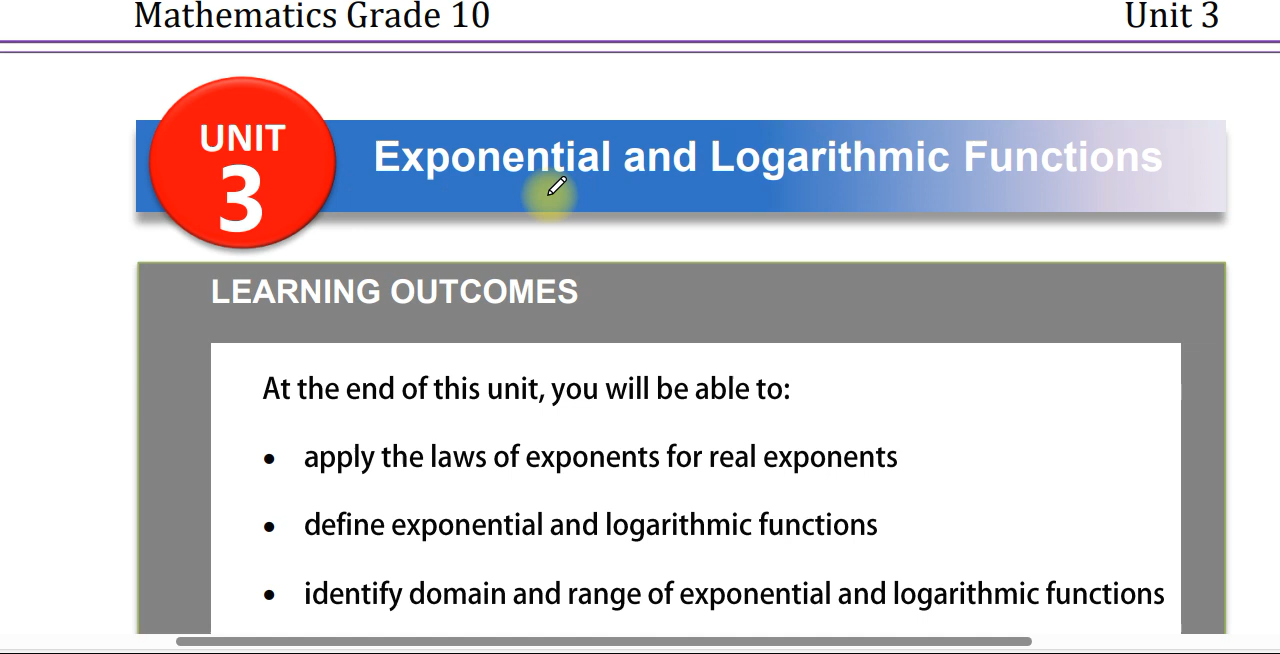 Mathematics Grade 10 Unit 3
UNIT
3
Exponential and Logarithmic Functions
LEARNING OUTCOMES
At the end of this unit, you will be able to:
• apply the laws of exponents for real exponents
• define exponential and logarithmic functions
• identify domain and range of exponential and logarithmic functions